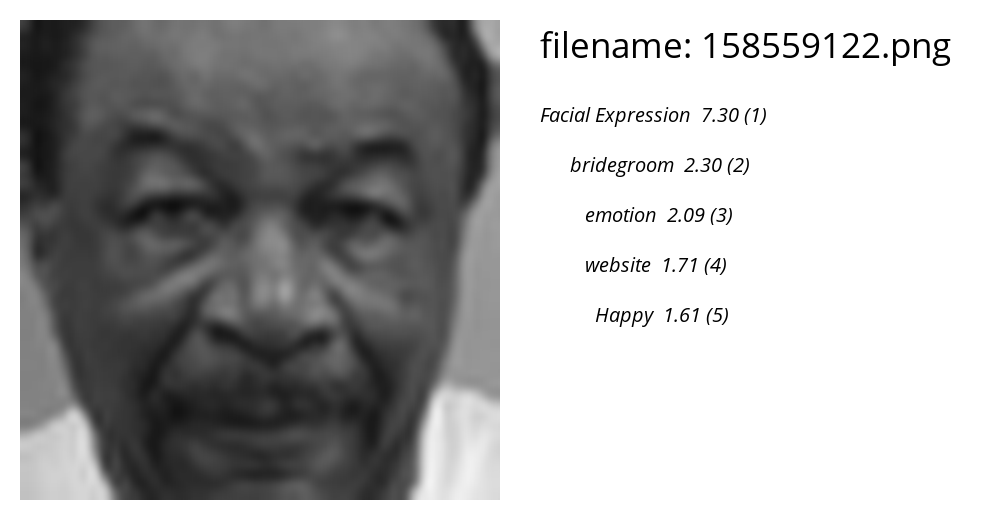 filename: 158559122.png
Facial Expression 7.30 (1)
bridegroom 2.30 (2)
emotion 2.09 (3)
website 1.71 (4)
Happy 1.61 (5)